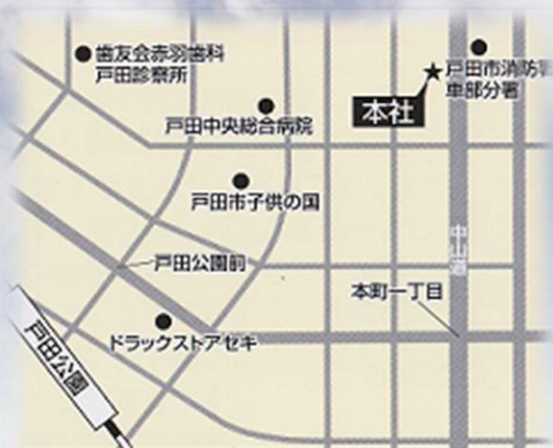 歯友会赤羽歯科
戸田診察所
戸田市消防
車部分署
本社
戸田中央総合病院
戸田市子供の国
中山道
戸田公園前
本町一丁目
ドラックストアセキ
戸田公園